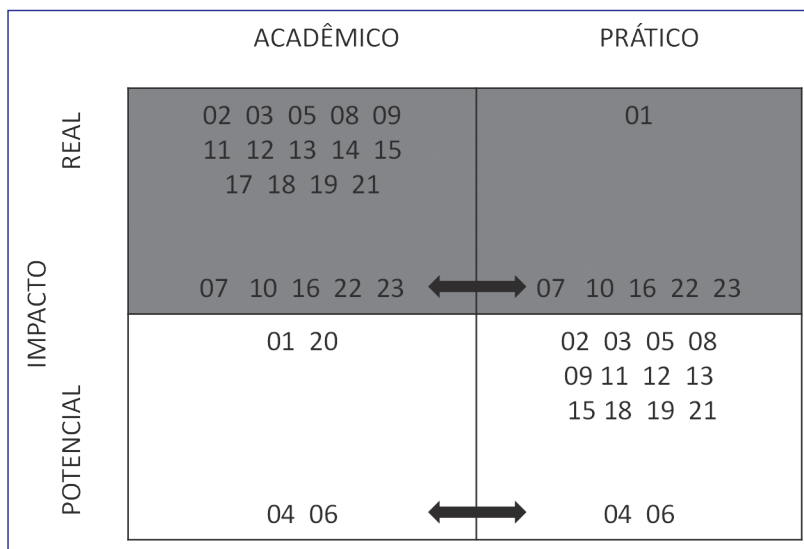 ACADÊMICO PRÁTICO
IMPACTO
REAL
02 03 05 08 09 01
11 12 13 14 15
17 18 19 21
07 10 16 22 23 07 10 16 22 23
POTENCIAL
01 20 02 03 05 08
09 11 12 13
15 18 19 21
04 06 04 06